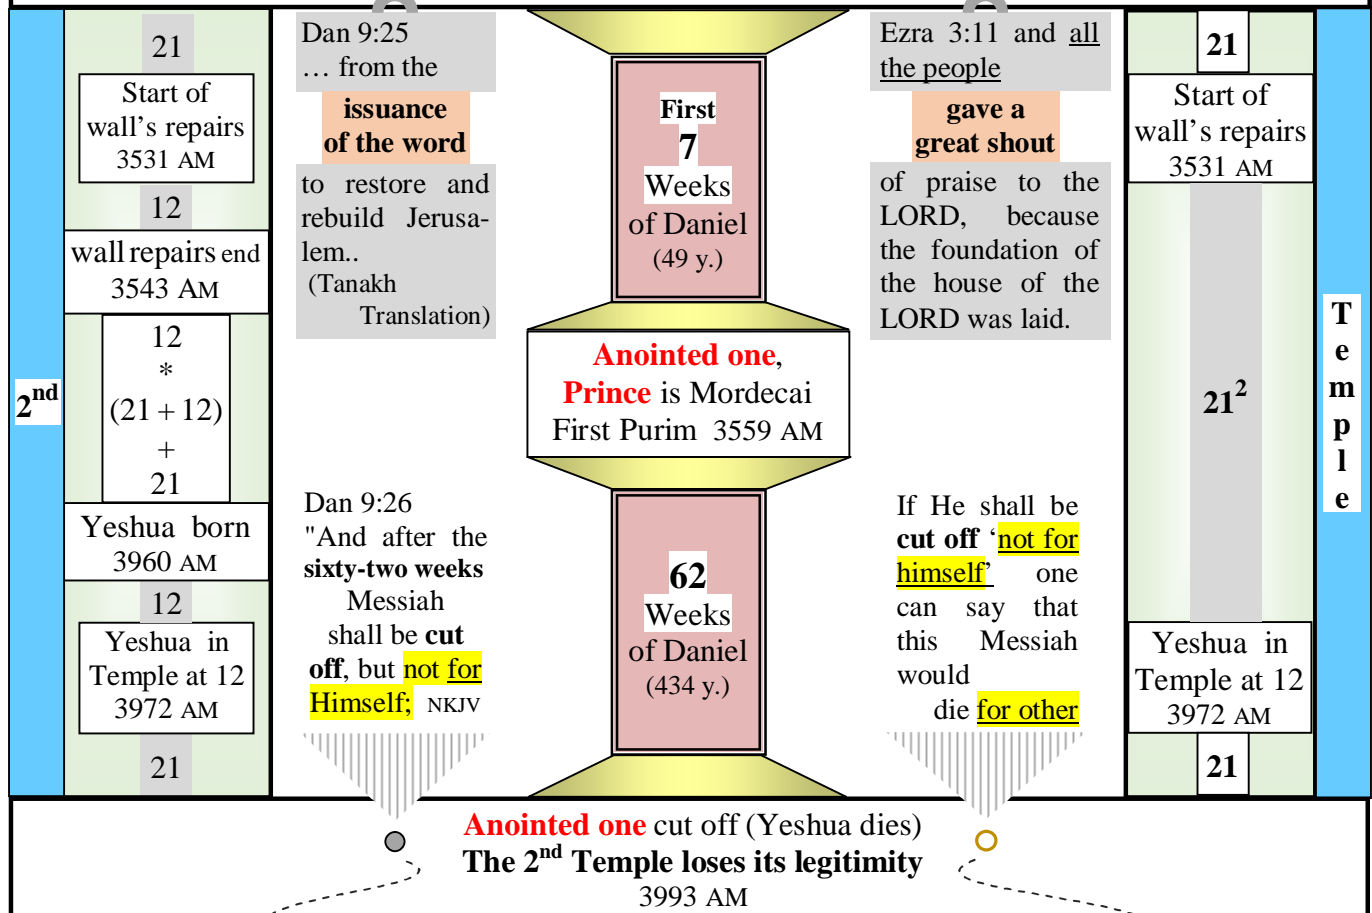 2nd
21
Start of
wall's repairs
3531 AM
12
wall repairs end
3543 AM
12
*
(21 + 12)
+
21
Yeshua born
3960 AM
12
Yeshua in
Temple at 12
3972 AM
21
Dan 9:25
… from the
issuance
of the word
to restore and
rebuild Jerusa-
lem..
(Tanakh
Translation)
Dan 9:26
"And after the
sixty-two weeks
Messiah
shall be cut
off, but not for
Himself; NKJV
First
7
Weeks
of Daniel
(49 y.)
Anointed one,
Prince is Mordecai
First Purim 3559 AM
62
Weeks
of Daniel
(434 y.)
Ezra 3:11 and all
the people
gave a
great shout
of praise to the
LORD, because
the foundation of
the house of the
LORD was laid.
If He shall be
cut off 'not for
himself' one
can say that
this Messiah
would
die for other
21
Start of
wall's repairs
3531 AM
21²
Yeshua in
Temple at 12
3972 AM
21
T
e
m
p
l
e
Anointed one cut off (Yeshua dies)
The 2nd Temple loses its legitimity
3993 AM